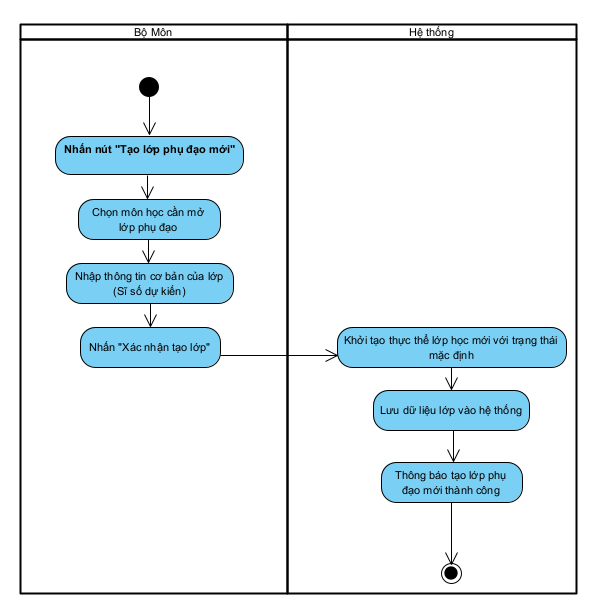 Bộ Môn
Hệ thống
Nhấn nút "Tạo lớp phụ đạo mới"
Chọn môn học cần mở
lớp phụ đạo
Nhập thông tin cơ bản của lớp
(Sĩ số dự kiến)
Nhấn "Xác nhận tạo lớp"
Khởi tạo thực thể lớp học mới với trạng thái
mặc định
Lưu dữ liệu lớp vào hệ thống
Thông báo tạo lớp phụ
đạo mới thành công